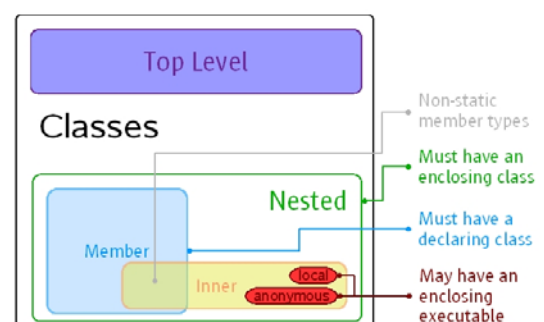 Top Level
Classes
Non-static
member types
Must have an
enclosing class
Nested
Must have a
declaring class
Member
Inner
local
anonymous
May have an
enclosing
executable